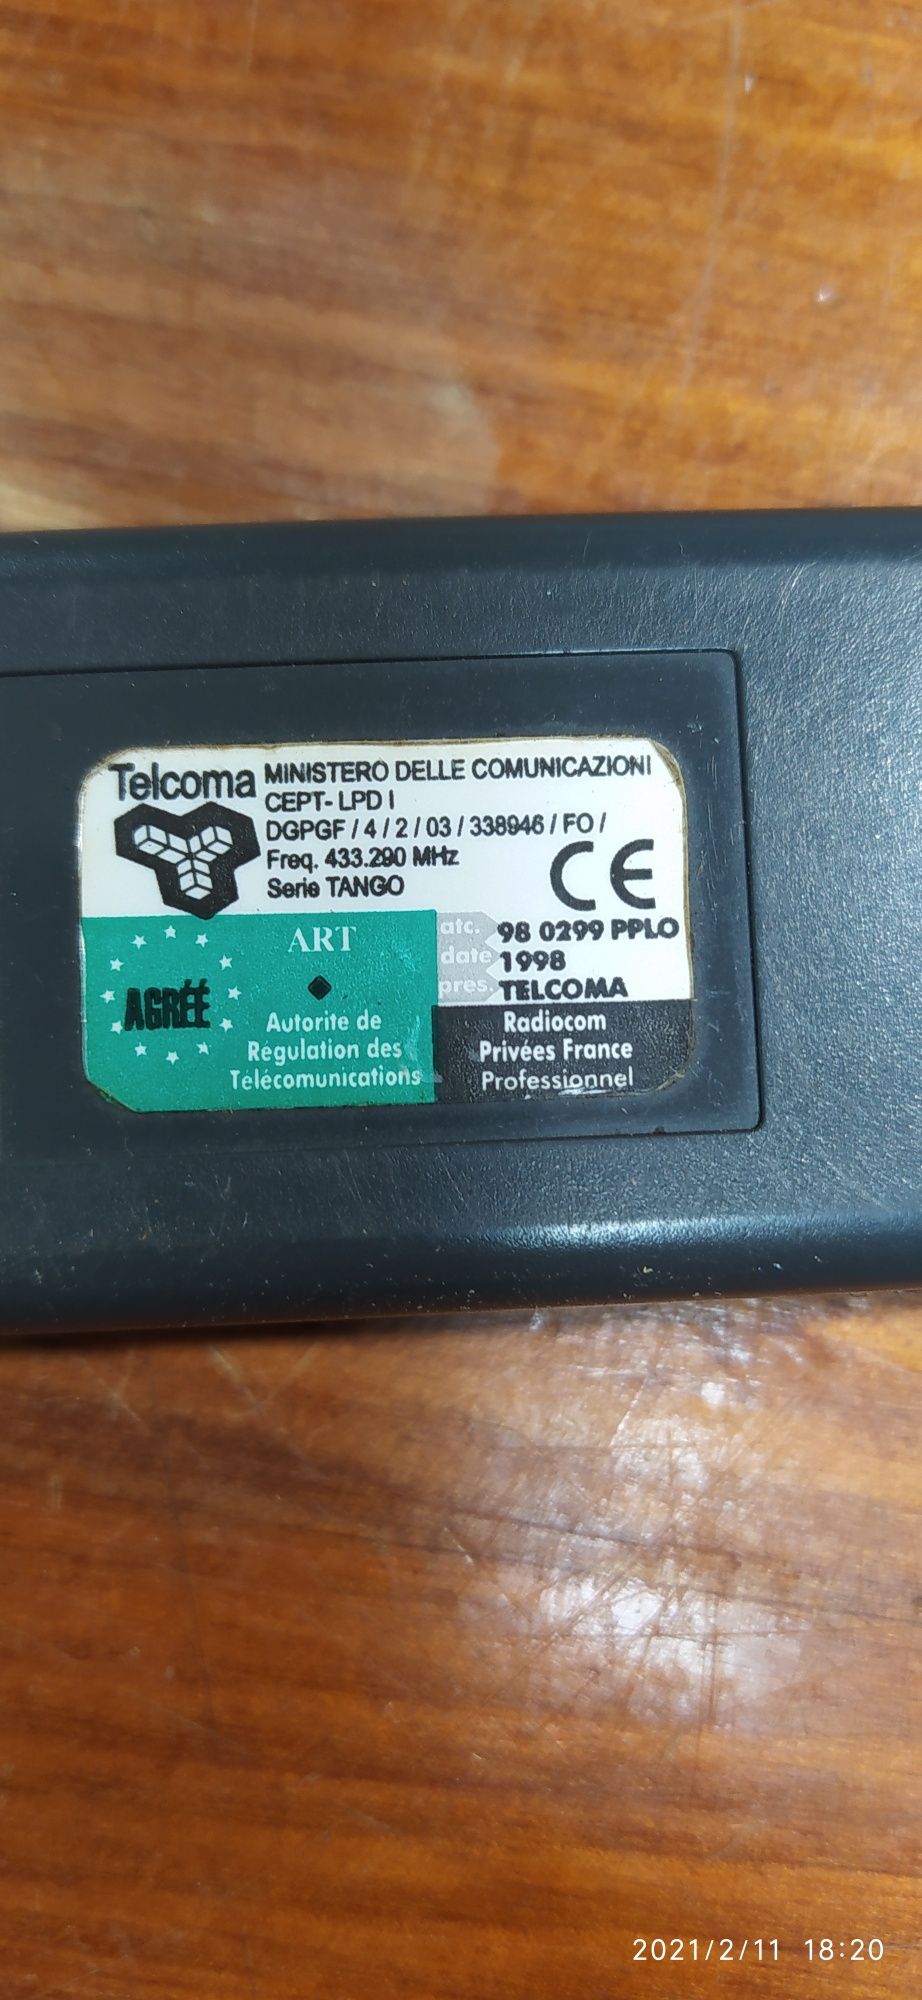 Telcoma
MINISTERO DELLE COMUNICAZIONI
CEPT- LPD I
DGPGF / 4 / 2 / 03 / 338946 / FO /
Freq. 433.290 MHz
Serie TANGO
CE
AGRÉÉ
ART
Autorite de
Régulation des
Télécomunications
atc. 98 0299 PPLO
date 1998
pres. TELCOMA
Radiocom
Privées France
Professionnel
2021/2/11 18:20